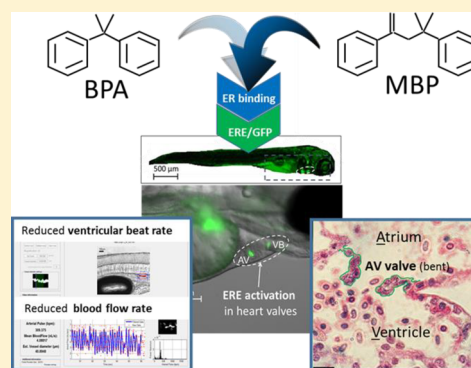 BPA
MBP
ER binding
ERE/GFP
500 µm
AV
VB
ERE activation
in heart valves
Reduced ventricular beat rate
Reduced blood flow rate
Atrium
AV valve (bent)
Ventricle